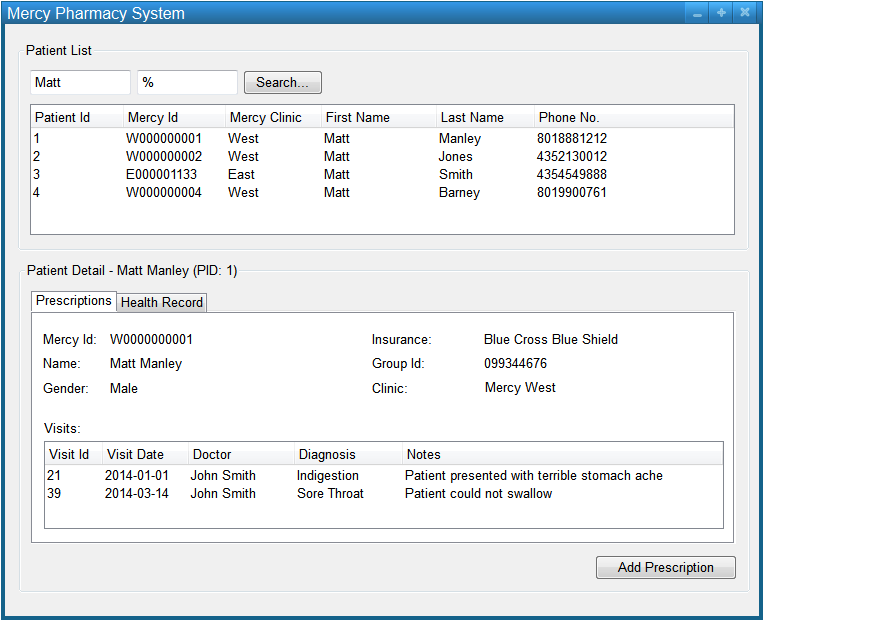 Mercy Pharmacy System
Patient List
Matt % Search...
Patient Id Mercy Id Mercy Clinic First Name Last Name Phone No.
1 W000000001 West Matt Manley 8018881212
2 W000000002 West Matt Jones 4352130012
3 E000001133 East Matt Smith 4354549888
4 W000000004 West Matt Barney 8019900761
Patient Detail - Matt Manley (PID: 1)
Prescriptions Health Record
Mercy Id: W0000000001 Insurance: Blue Cross Blue Shield
Name: Matt Manley Group Id: 099344676
Gender: Male Clinic: Mercy West
Visits:
Visit Id Visit Date Doctor Diagnosis Notes
21 2014-01-01 John Smith Indigestion Patient presented with terrible stomach ache
39 2014-03-14 John Smith Sore Throat Patient could not swallow
Add Prescription